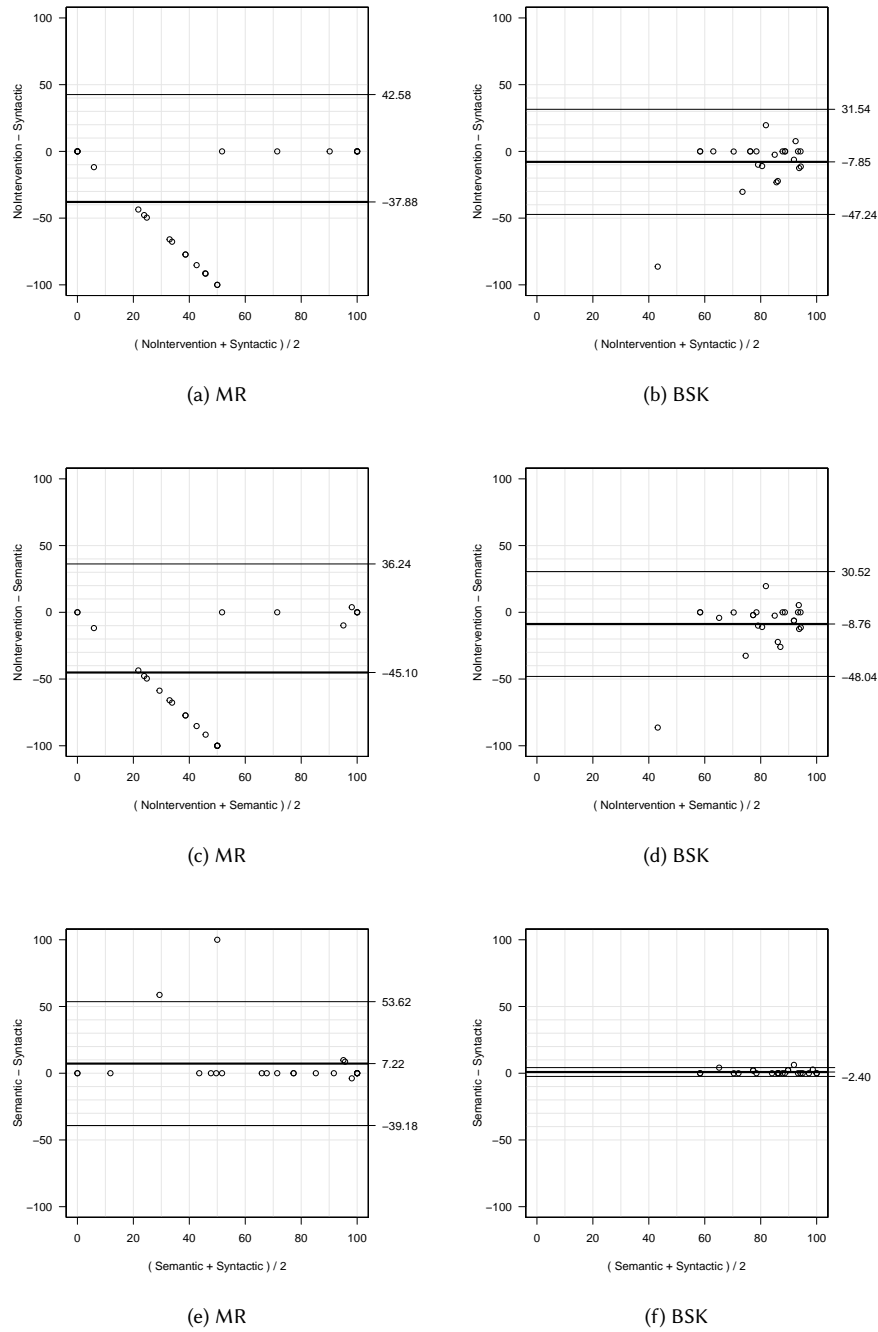 100
50
0
−50
−100
NoIntervention − Syntactic
42.58
−37.88
0 20 40 60 80 100
( NoIntervention + Syntactic ) / 2
(a) MR
100
50
0
−50
−100
NoIntervention − Syntactic
31.54
−7.85
−47.24
0 20 40 60 80 100
( NoIntervention + Syntactic ) / 2
(b) BSK
100
50
0
−50
−100
NoIntervention − Semantic
36.24
−45.10
0 20 40 60 80 100
( NoIntervention + Semantic ) / 2
(c) MR
100
50
0
−50
−100
NoIntervention − Semantic
30.52
−8.76
−48.04
0 20 40 60 80 100
( NoIntervention + Semantic ) / 2
(d) BSK
100
50
0
−50
−100
Semantic − Syntactic
53.62
7.22
−39.18
0 20 40 60 80 100
( Semantic + Syntactic ) / 2
(e) MR
100
50
0
−50
−100
Semantic − Syntactic
−2.40
0 20 40 60 80 100
( Semantic + Syntactic ) / 2
(f) BSK